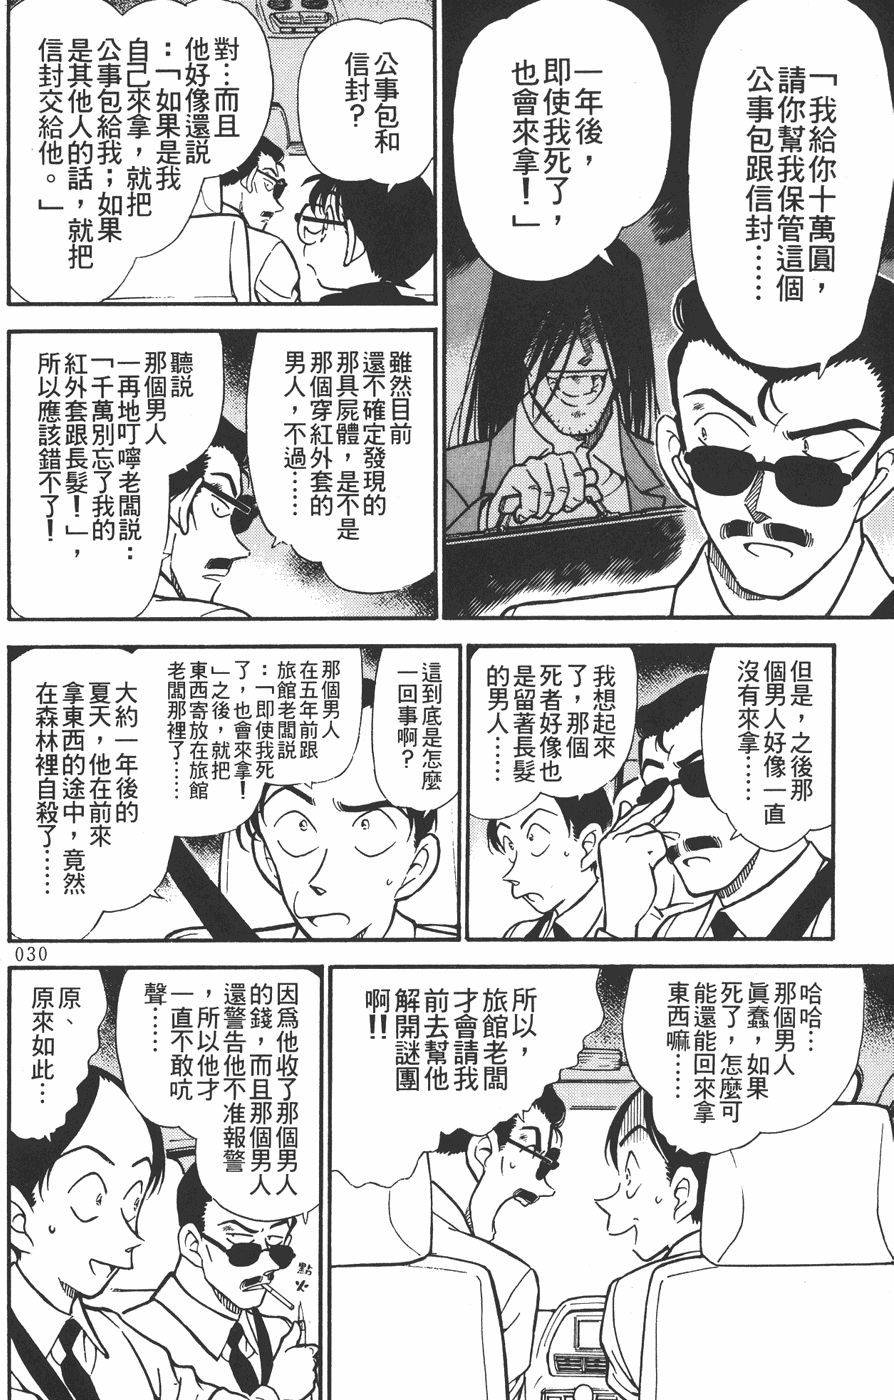 「我給你十萬圓，
請你幫我保管這個
公事包跟信封……
一年後，
即使我死了，
也會來拿！」
公事包和
信封？
對…而且
他好像還説
：「如果是我
自己來拿，就把
公事包給我；如果
是其他人的話，就把
信封交給他。」
雖然目前
還不確定發現的
那具屍體，是不是
那個穿紅外套的
男人，不過……
聽説
那個男人
一再地叮嚀老闆説：
「千萬別忘了我的
紅外套跟長髮！」，
所以應該錯不了！
但是，之後那
個男人好像一直
沒有來拿……
我想起來
了，那個
死者好像也
是留著長髮
的男人……
這到底是怎麼
一回事啊？
那個男人
在五年前跟
旅館老闆説
：「即使我死
了，也會來拿！
」之後，就把
東西寄放在旅館
老闆那裡了……
大約一年後的
夏天，他在前來
拿東西的途中，竟然
在森林裡自殺了……
030
哈哈…
那個男人
眞蠢，如果
死了，怎麼可
能還能回來拿
東西嘛……
所以，
旅館老闆
才會請我
前去幫他
解開謎團
啊!!
因爲他收了那個男人
的錢，而且那個男人
還警告他不准報警
，所以他才
一直不敢吭
聲……
點
火
原、
原來如此…